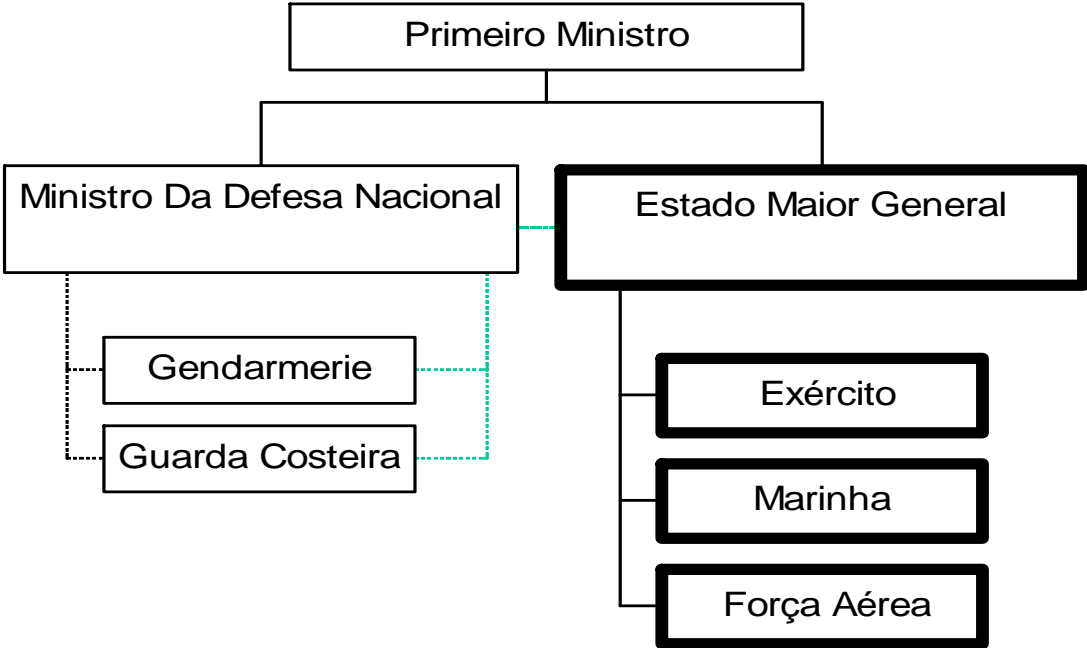 Primeiro Ministro
Ministro Da Defesa Nacional
Estado Maior General
Gendarmerie
Guarda Costeira
Exército
Marinha
Força Aérea